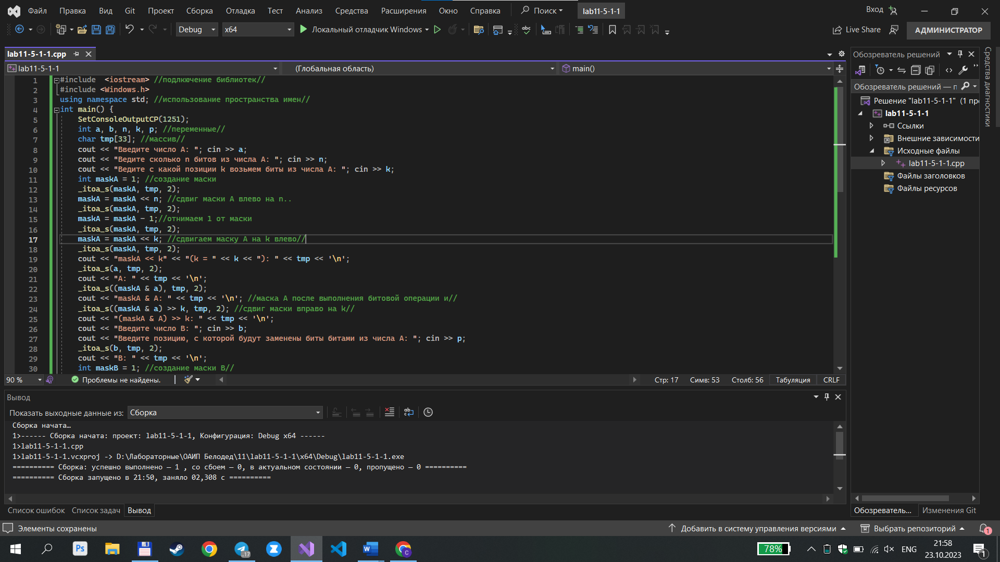 Файл Правка Вид Git Проект Сборка Отладка Тест Анализ Средства Расширения Окно Справка Поиск lab11-5-1-1 Вход
Debug x64 Локальный отладчик Windows Live Share АДМИНИСТРАТОР
lab11-5-1-1.cpp
lab11-5-1-1 (Глобальная область) main()
1 #include  <iostream> //подлкючение библиотек//
2 #include <Windows.h>
3 using namespace std; //использование пространства имен//
4 int main() {
5 SetConsoleOutputCP(1251);
6 int a, b, n, k, p; //переменные//
7 char tmp[33]; //массив//
8 cout << "Введите число A: "; cin >> a;
9 cout << "Ведите сколько n битов из числа A: "; cin >> n;
10 cout << "Ведите с какой позиции k возьмем биты из числа A: "; cin >> k;
11 int maskA = 1; //создание маски
12 _itoa_s(maskA, tmp, 2);
13 maskA = maskA << n; //сдвиг маски A влево на n..
14 _itoa_s(maskA, tmp, 2);
15 maskA = maskA - 1;//отнимаем 1 от маски
16 _itoa_s(maskA, tmp, 2);
17 maskA = maskA << k; //сдвигаем маску A на k влево//
18 _itoa_s(maskA, tmp, 2);
19 cout << "maskA << k" << "(k = " << k << "): " << tmp << '\n';
20 _itoa_s(a, tmp, 2);
21 cout << "A: " << tmp << '\n';
22 _itoa_s((maskA & a), tmp, 2);
23 cout << "maskA & A: " << tmp << '\n'; //маска A после выполнения битовой операции и//
24 _itoa_s((maskA & a) >> k, tmp, 2); //сдвиг маски вправо на k//
25 cout << "(maskA & A) >> k: " << tmp << '\n';
26 cout << "Введите число B: "; cin >> b;
27 cout << "Введите позицию, с которой будут заменены биты битами из числа A: "; cin >> p;
28 _itoa_s(b, tmp, 2);
29 cout << "B: " << tmp << '\n';
30 int maskB = 1; //создание маски B//
90 % Проблемы не найдены. Стр: 17 Симв: 53 Столб: 56 Табуляция CRLF
Вывод
Показать выходные данные из: Сборка
Сборка начата…
1>------ Сборка начата: проект: lab11-5-1-1, Конфигурация: Debug x64 ------
1>lab11-5-1-1.cpp
1>lab11-5-1-1.vcxproj -> D:\Лабораторные\ОАИП Белодед\11\lab11-5-1-1\x64\Debug\lab11-5-1-1.exe
========== Сборка: успешно выполнено — 1 , со сбоем — 0, в актуальном состоянии — 0, пропущено — 0 ==========
========== Сборка запущено в 21:50, заняло 02,308 с ==========
Список ошибок Список задач Вывод
Обозреватель решений
Обозреватель решений — п
Решение "lab11-5-1-1" (1 про
lab11-5-1-1
Ссылки
Внешние зависимости
Исходные файлы
lab11-5-1-1.cpp
Файлы заголовков
Файлы ресурсов
Обозреватель... Изменения Git
Средства диагностики
Элементы сохранены Добавить в систему управления версиями Выбрать репозиторий 1
Ps ..17 W C 78% ENG 21:58 1
23.10.2023